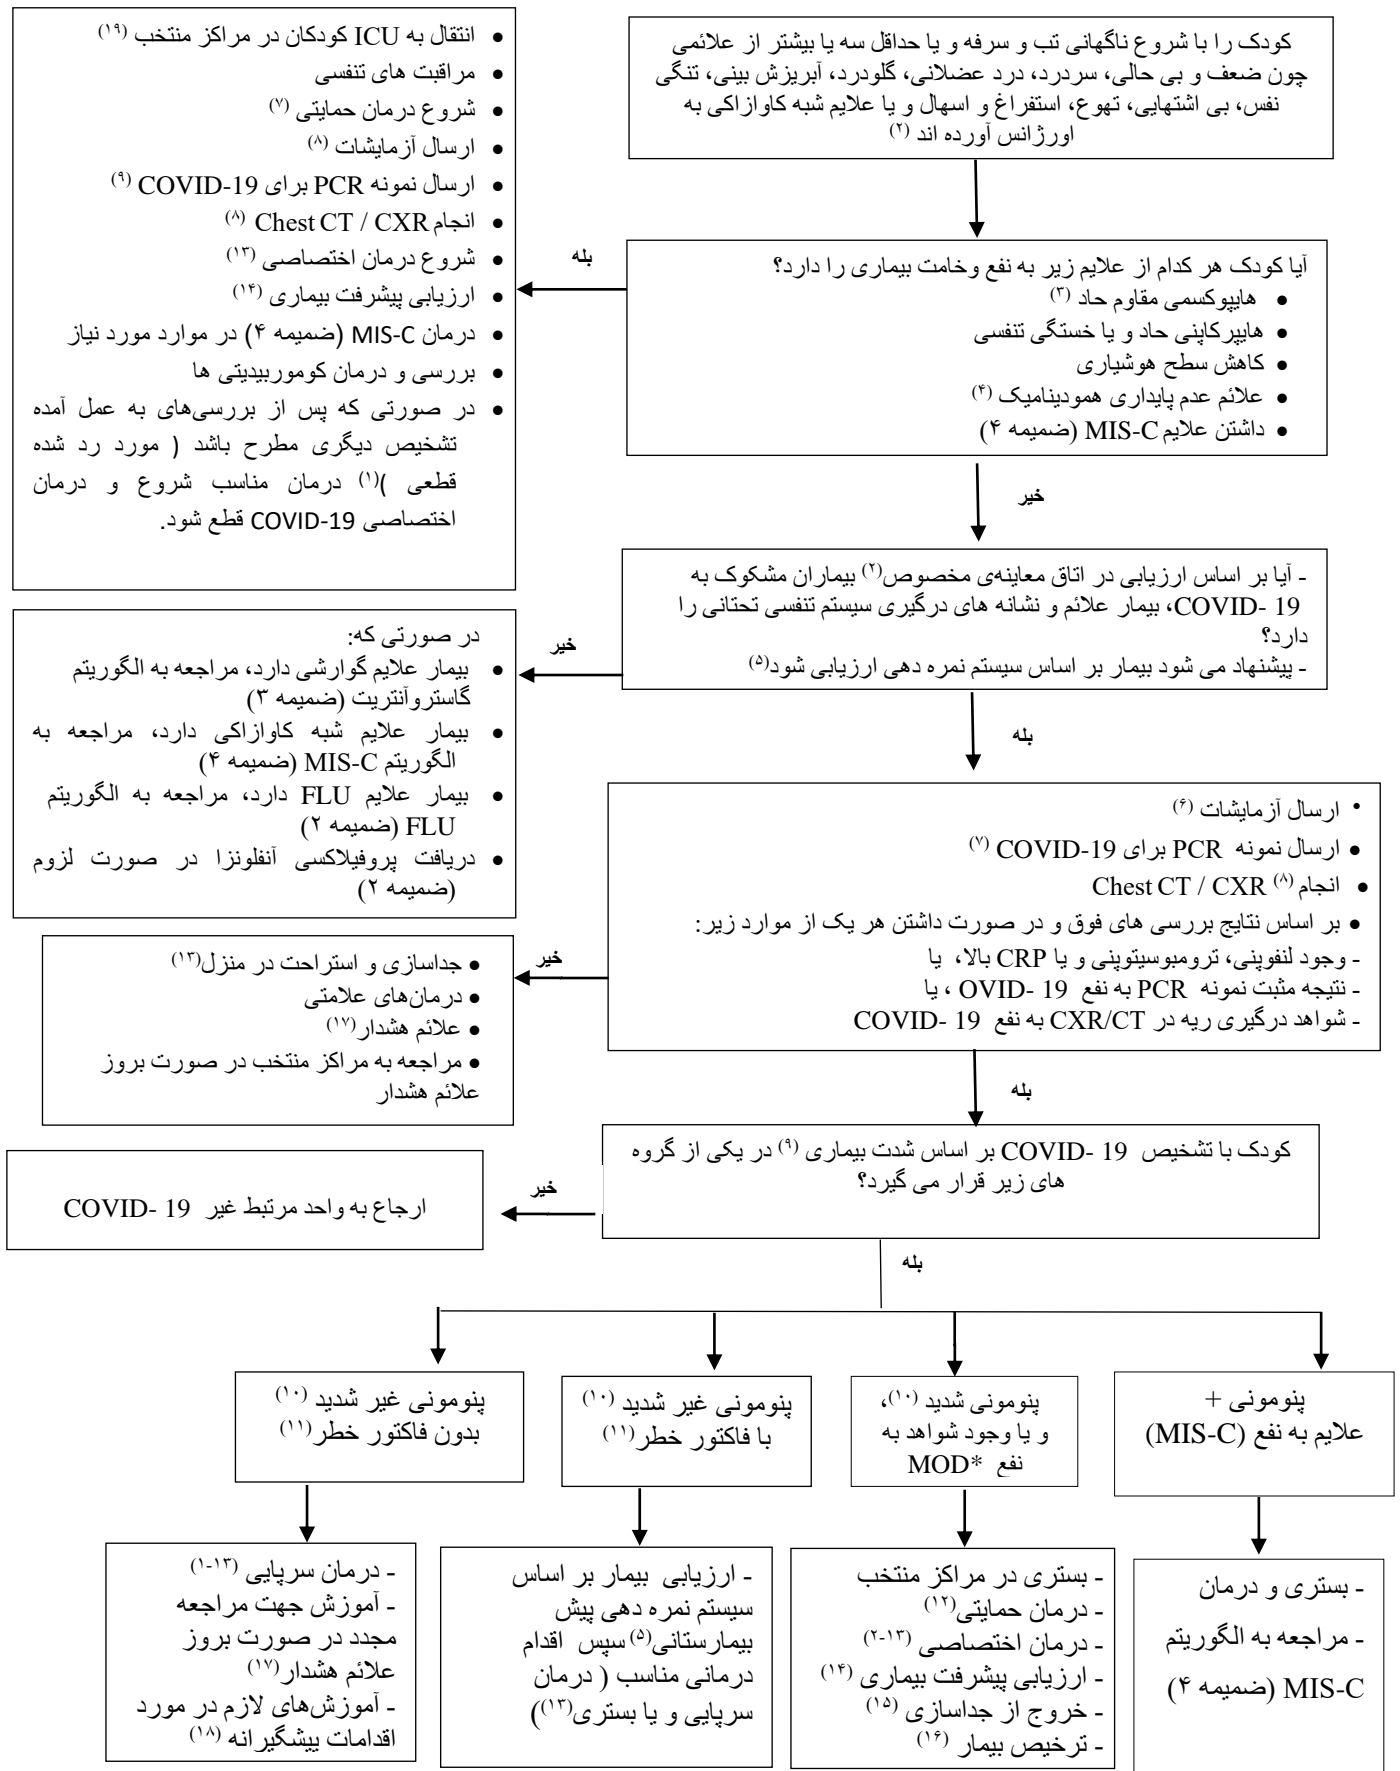 کودک را با شروع ناگهانی تب و سرفه و یا حداقل سه یا بیشتر از علائمی
چون ضعف و بی حالی، سردرد، درد عضلانی، گلودرد، آبریزش بینی، تنگی
نفس، بی اشتهایی، تهوع، استفراغ و اسهال و یا علایم شبه کاوازاکی به
اورژانس آورده اند (۲)
آیا کودک هر کدام از علایم زیر به نفع وخامت بیماری را دارد؟
• هایپوکسمی مقاوم حاد (۳)
• هایپرکاپنی حاد و یا خستگی تنفسی
• کاهش سطح هوشیاری
• علائم عدم پایداری همودینامیک (۴)
• داشتن علایم MIS-C (ضمیمه ۴)
بله
• انتقال به ICU کودکان در مراکز منتخب (۱۹)
• مراقبت های تنفسی
• شروع درمان حمایتی (۷)
• ارسال آزمایشات (۸)
• ارسال نمونه PCR برای COVID-19 (۹)
• انجام Chest CT / CXR (۸)
• شروع درمان اختصاصی (۱۳)
• ارزیابی پیشرفت بیماری (۱۴)
• درمان MIS-C (ضمیمه ۴) در موارد مورد نیاز
• بررسی و درمان کوموربیدیتی ها
• در صورتی که پس از بررسی‌های به عمل آمده
تشخیص دیگری مطرح باشد ( مورد رد شده
قطعی )(۱) درمان مناسب شروع و درمان
اختصاصی COVID-19 قطع شود.
خیر
- آیا بر اساس ارزیابی در اتاق معاینه‌ی مخصوص(۲) بیماران مشکوک به
COVID- 19، بیمار علائم و نشانه های درگیری سیستم تنفسی تحتانی را
دارد؟
- پیشنهاد می شود بیمار بر اساس سیستم نمره دهی ارزیابی شود(۵)
خیر
در صورتی که:
• بیمار علایم گوارشی دارد، مراجعه به الگوریتم
گاستروآنتریت (ضمیمه ۳)
• بیمار علایم شبه کاوازاکی دارد، مراجعه به
الگوریتم MIS-C (ضمیمه ۴)
• بیمار علایم FLU دارد، مراجعه به الگوریتم
FLU (ضمیمه ۲)
• دریافت پروفیلاکسی آنفلونزا در صورت لزوم
(ضمیمه ۲)
بله
• ارسال آزمایشات (۶)
• ارسال نمونه PCR برای COVID-19 (۷)
• انجام Chest CT / CXR (۸)
• بر اساس نتایج بررسی های فوق و در صورت داشتن هر یک از موارد زیر:
- وجود لنفوپنی، ترومبوسیتوپنی و یا CRP بالا، یا
- نتیجه مثبت نمونه PCR به نفع OVID- 19 ، یا
- شواهد درگیری ریه در CXR/CT به نفع COVID- 19
خیر
• جداسازی و استراحت در منزل(۱۳)
• درمان‌های علامتی
• علائم هشدار(۱۷)
• مراجعه به مراکز منتخب در صورت بروز
علائم هشدار
بله
کودک با تشخیص COVID- 19 بر اساس شدت بیماری (۹) در یکی از گروه
های زیر قرار می گیرد؟
خیر
ارجاع به واحد مرتبط غیر COVID- 19
بله
پنومونی +
علایم به نفع (MIS-C)
پنومونی شدید (۱۰)،
و یا وجود شواهد به
نفع MOD*
پنومونی غیر شدید (۱۰)
با فاکتور خطر(۱۱)
پنومونی غیر شدید (۱۰)
بدون فاکتور خطر(۱۱)
- بستری و درمان
- مراجعه به الگوریتم
MIS-C (ضمیمه ۴)
- بستری در مراکز منتخب
- درمان حمایتی(۱۲)
- درمان اختصاصی (۱۳-۲)
- ارزیابی پیشرفت بیماری (۱۴)
- خروج از جداسازی (۱۵)
- ترخیص بیمار (۱۶)
- ارزیابی بیمار بر اساس
سیستم نمره دهی پیش
بیمارستانی(۵) سپس اقدام
درمانی مناسب ( درمان
سرپایی و یا بستری(۱۳))
- درمان سرپایی (۱۳-۱)
- آموزش جهت مراجعه
مجدد در صورت بروز
علائم هشدار(۱۷)
- آموزش‌های لازم در مورد
اقدامات پیشگیرانه (۱۸)